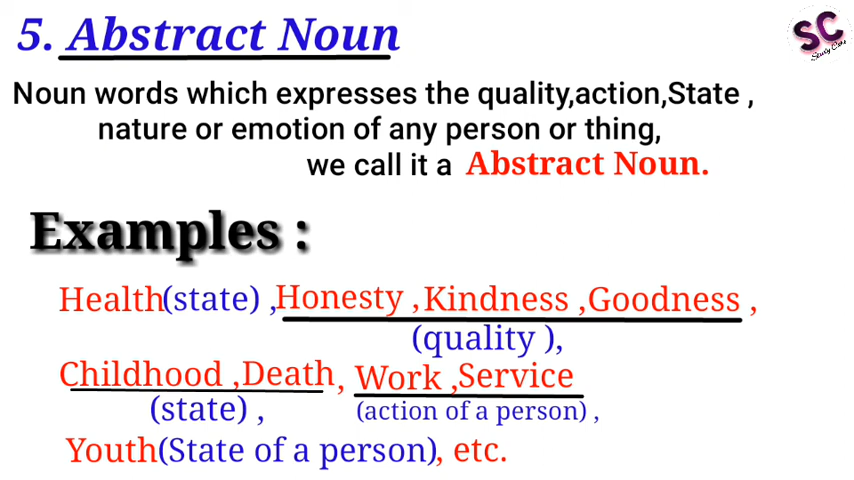 5. Abstract Noun
SC
Study Care
Noun words which expresses the quality,action,State ,
nature or emotion of any person or thing,
we call it a Abstract Noun.
Examples :
Health(state) ,Honesty ,Kindness ,Goodness ,
(quality ),
Childhood ,Death , Work ,Service
(state) , (action of a person) ,
Youth(State of a person), etc.